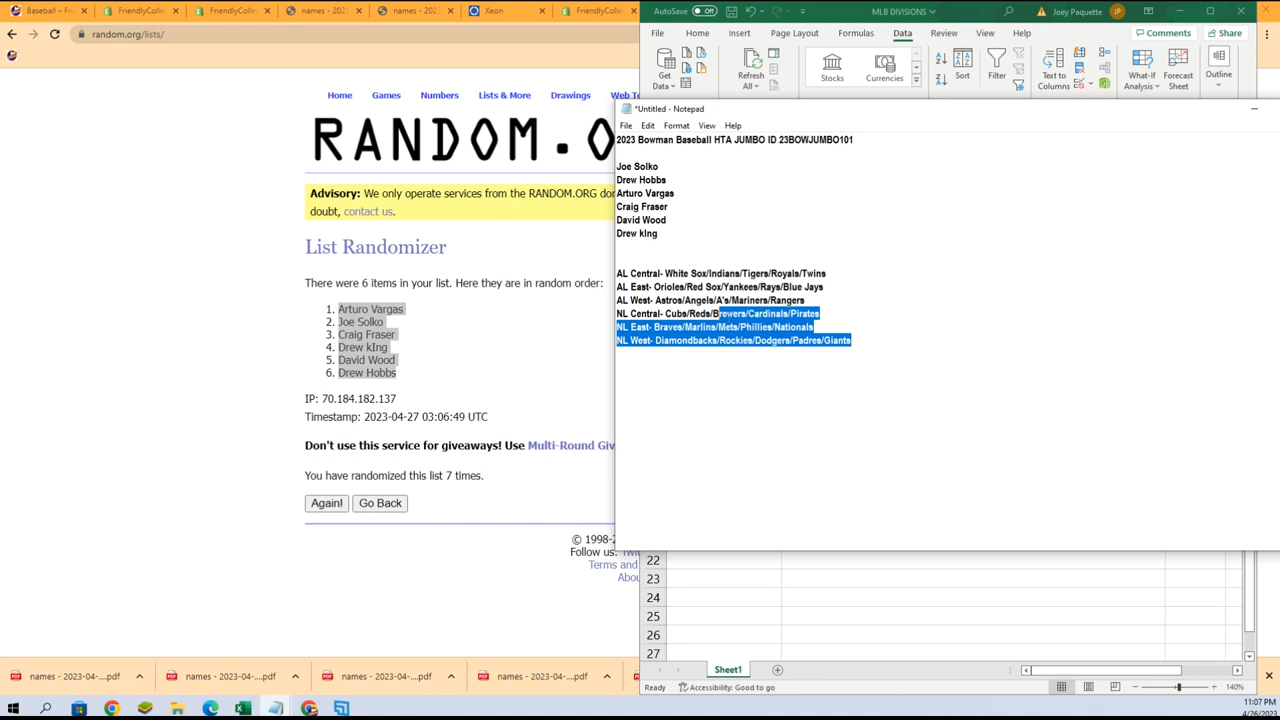 Baseball – Fr
FriendlyColle
FriendlyColle
names - 202
names - 202
Xeon
FriendlyColle
random.org/lists/
Home Games Numbers Lists & More Drawings Web To
RANDOM.O
Advisory: We only operate services from the RANDOM.ORG do
doubt, contact us.
List Randomizer
There were 6 items in your list. Here they are in random order:
1. Arturo Vargas
2. Joe Solko
3. Craig Fraser
4. Drew kIng
5. David Wood
6. Drew Hobbs
IP: 70.184.182.137
Timestamp: 2023-04-27 03:06:49 UTC
Don't use this service for giveaways! Use Multi-Round Giv
You have randomized this list 7 times.
Again! Go Back
© 1998-2
Follow us: Twi
Terms and
Abou
AutoSave Off MLB DIVISIONS Joey Paquette JP
File Home Insert Page Layout Formulas Data Review View Help Comments Share
Get Data
Refresh All
Stocks
Currencies
Sort
Filter
Text to Columns
What-If Analysis
Forecast Sheet
Outline
*Untitled - Notepad
File Edit Format View Help
2023 Bowman Baseball HTA JUMBO ID 23BOWJUMBO101
Joe Solko
Drew Hobbs
Arturo Vargas
Craig Fraser
David Wood
Drew kIng
AL Central- White Sox/Indians/Tigers/Royals/Twins
AL East- Orioles/Red Sox/Yankees/Rays/Blue Jays
AL West- Astros/Angels/A's/Mariners/Rangers
NL Central- Cubs/Reds/Brewers/Cardinals/Pirates
NL East- Braves/Marlins/Mets/Phillies/Nationals
NL West- Diamondbacks/Rockies/Dodgers/Padres/Giants
22
23
24
25
26
27
Sheet1
Ready Accessibility: Good to go 140%
names - 2023-04-....pdf
names - 2023-04-....pdf
names - 2023-04-....pdf
names - 2023-04-....pdf
11:07 PM
4/26/2023